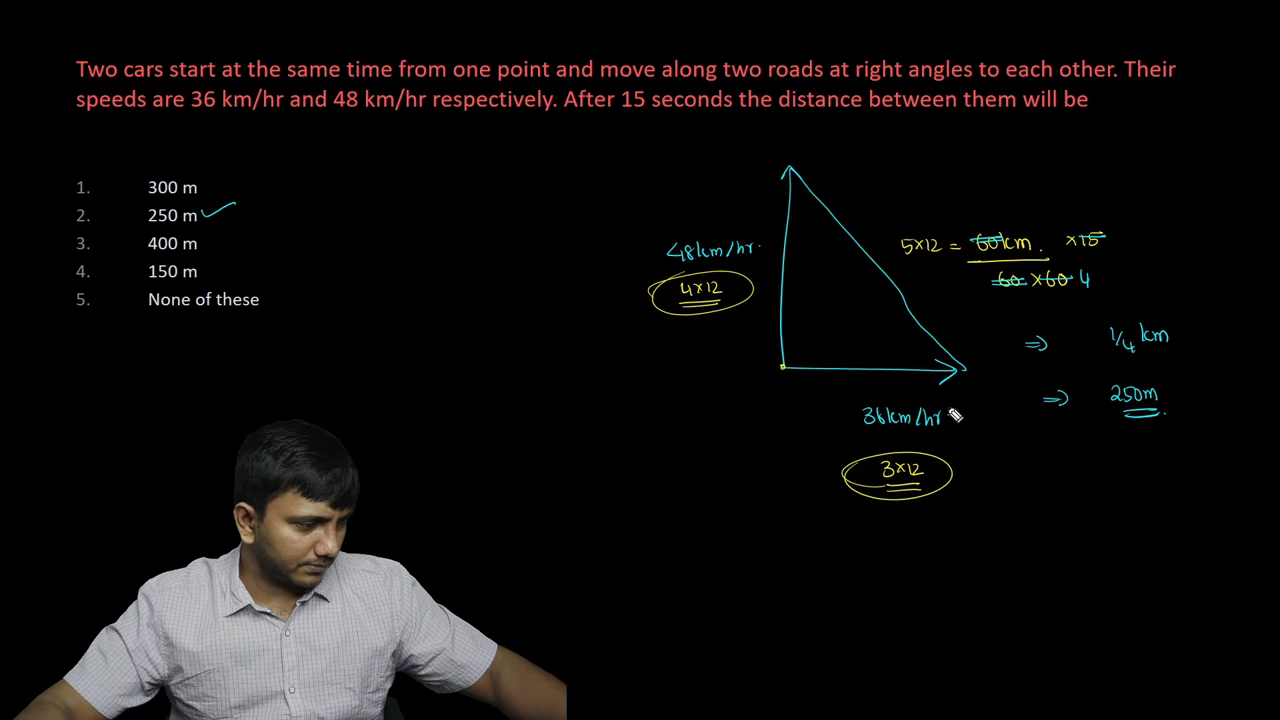 Two cars start at the same time from one point and move along two roads at right angles to each other. Their
speeds are 36 km/hr and 48 km/hr respectively. After 15 seconds the distance between them will be
1. 300 m
2. 250 m
3. 400 m
4. 150 m
5. None of these
48km/hr.
4×12
5×12 = 60km. ×15
60 ×60 4
⇒ 1/4 km
⇒ 250m
36km/hr
3×12